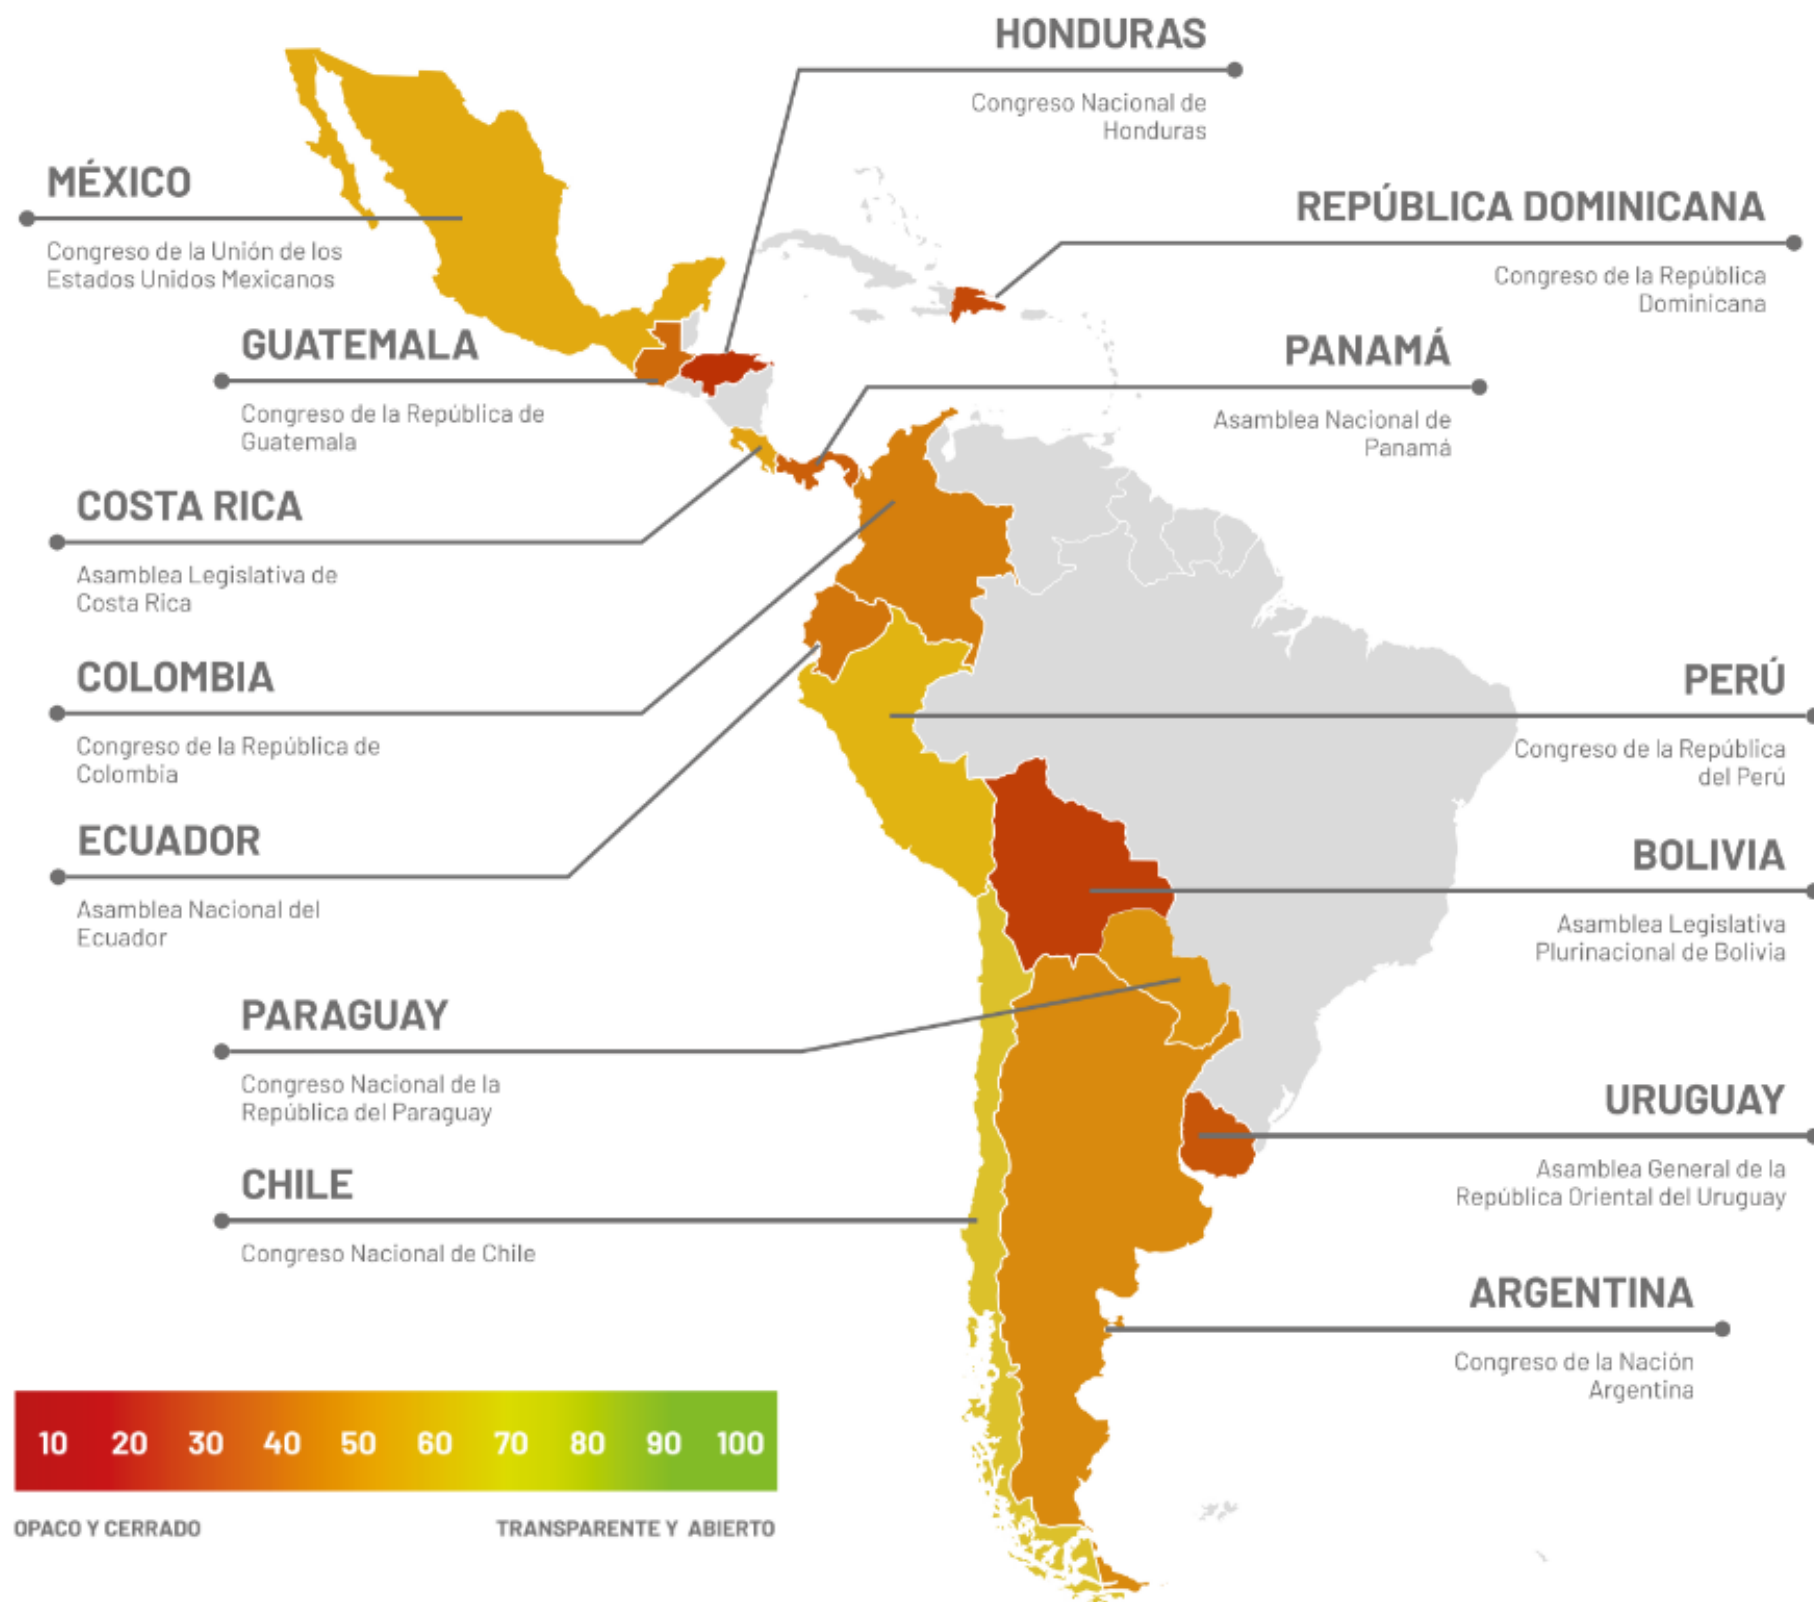 HONDURAS
Congreso Nacional de
Honduras
MÉXICO
Congreso de la Unión de los
Estados Unidos Mexicanos
REPÚBLICA DOMINICANA
Congreso de la República
Dominicana
GUATEMALA
Congreso de la República de
Guatemala
PANAMÁ
Asamblea Nacional de
Panamá
COSTA RICA
Asamblea Legislativa de
Costa Rica
COLOMBIA
Congreso de la República de
Colombia
PERÚ
Congreso de la República
del Perú
ECUADOR
Asamblea Nacional del
Ecuador
BOLIVIA
Asamblea Legislativa
Plurinacional de Bolivia
PARAGUAY
Congreso Nacional de la
República del Paraguay
URUGUAY
Asamblea General de la
República Oriental del Uruguay
CHILE
Congreso Nacional de Chile
ARGENTINA
Congreso de la Nación
Argentina
10 20 30 40 50 60 70 80 90 100
OPACO Y CERRADO TRANSPARENTE Y ABIERTO